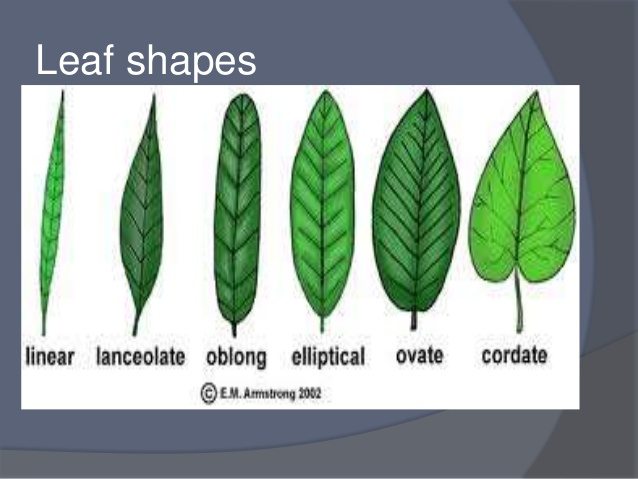 Leaf shapes
linear lanceolate oblong elliptical ovate cordate
© E.M. Armstrong 2002